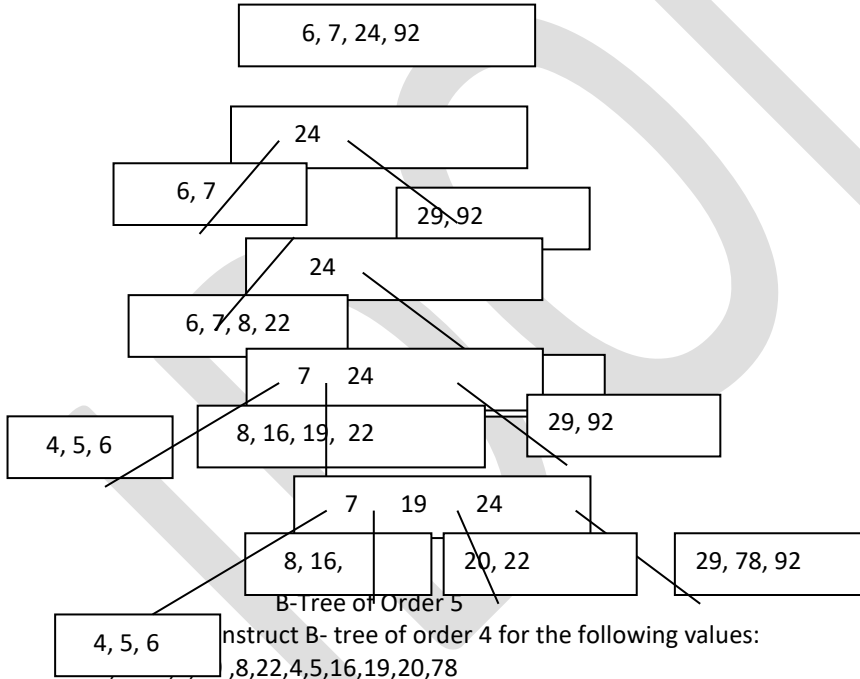 6, 7, 24, 92
24
6, 7
29, 92
24
6, 7, 8, 22
7 24
4, 5, 6
8, 16, 19, 22
29, 92
7 19 24
8, 16,
20, 22
29, 78, 92
B-Tree of Order 5
4, 5, 6
nstruct B- tree of order 4 for the following values:
,8,22,4,5,16,19,20,78